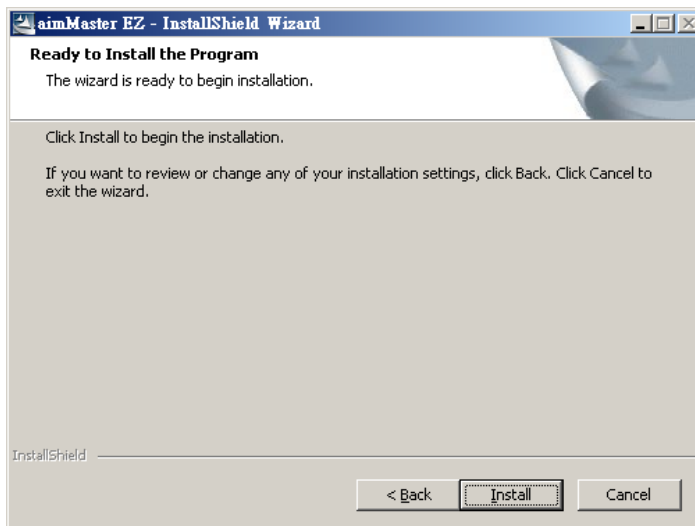 aimMaster EZ - InstallShield Wizard
Ready to Install the Program
The wizard is ready to begin installation.
Click Install to begin the installation.
If you want to review or change any of your installation settings, click Back. Click Cancel to
exit the wizard.
InstallShield
< Back
Install
Cancel